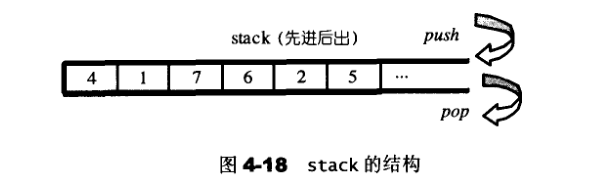 stack (先进后出)
push
4 1 7 6 2 5 ...
pop
图 4-18 stack 的结构